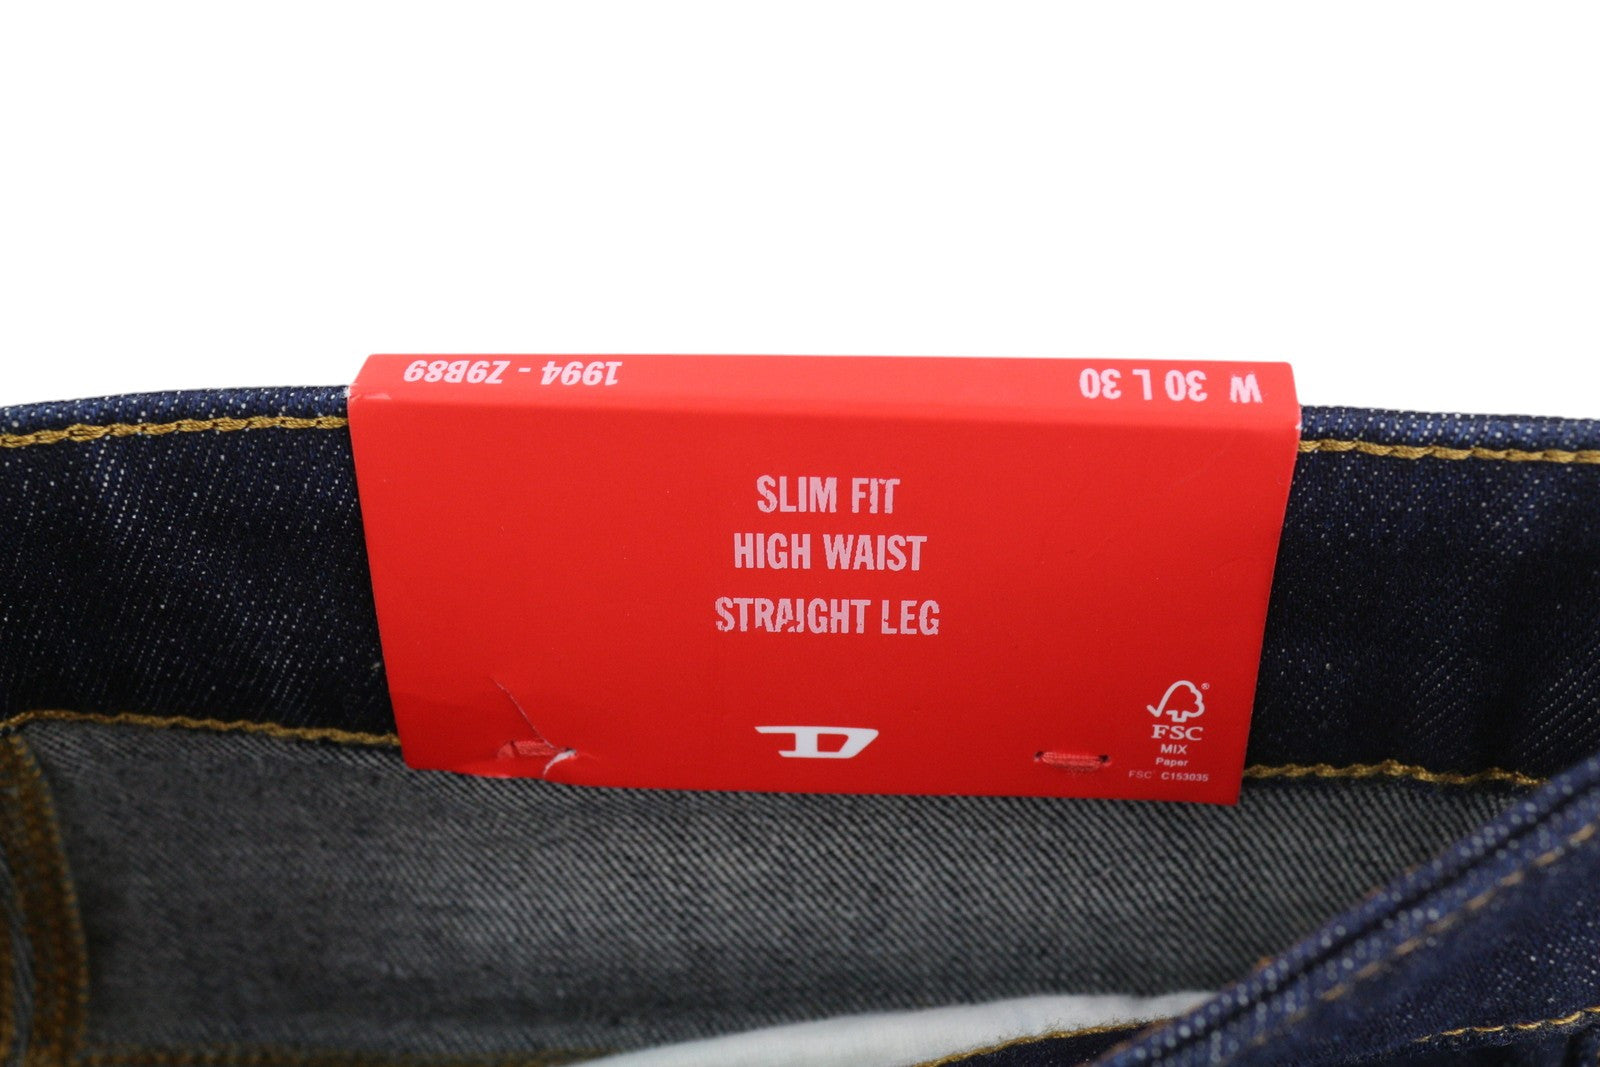 1994 - Z9B89
W 30 L 30
SLIM FIT
HIGH WAIST
STRAIGHT LEG
D
®
FSC
MIX
Paper
FSC® C153035